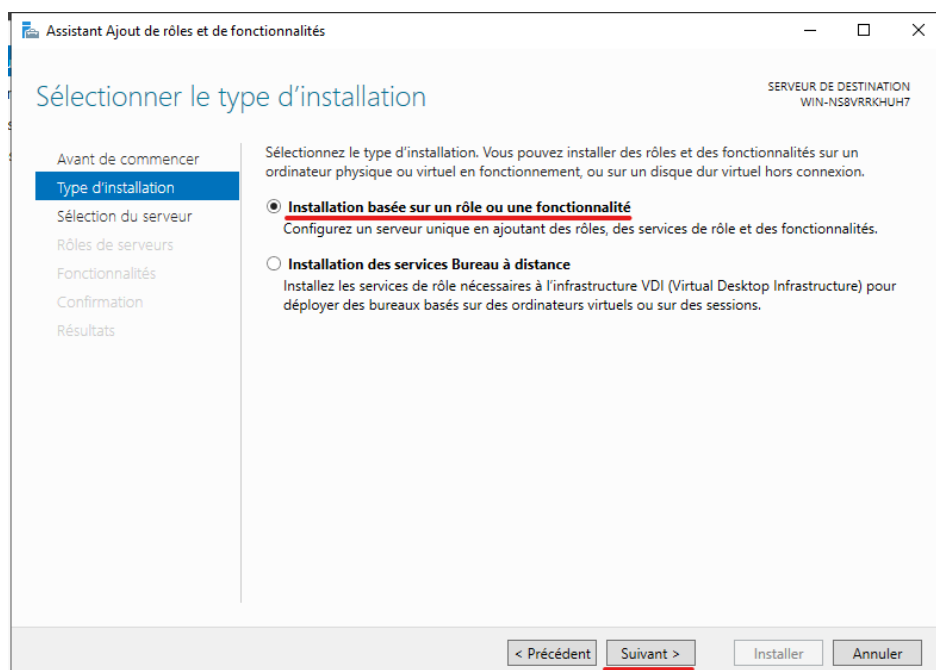 Assistant Ajout de rôles et de fonctionnalités
Sélectionner le type d'installation
SERVEUR DE DESTINATION
WIN-NS8VRRKHUH7
Avant de commencer
Type d'installation
Sélection du serveur
Rôles de serveurs
Fonctionnalités
Confirmation
Résultats
Sélectionnez le type d'installation. Vous pouvez installer des rôles et des fonctionnalités sur un
ordinateur physique ou virtuel en fonctionnement, ou sur un disque dur virtuel hors connexion.
Installation basée sur un rôle ou une fonctionnalité
Configurez un serveur unique en ajoutant des rôles, des services de rôle et des fonctionnalités.
Installation des services Bureau à distance
Installez les services de rôle nécessaires à l'infrastructure VDI (Virtual Desktop Infrastructure) pour
déployer des bureaux basés sur des ordinateurs virtuels ou sur des sessions.
< Précédent Suivant > Installer Annuler